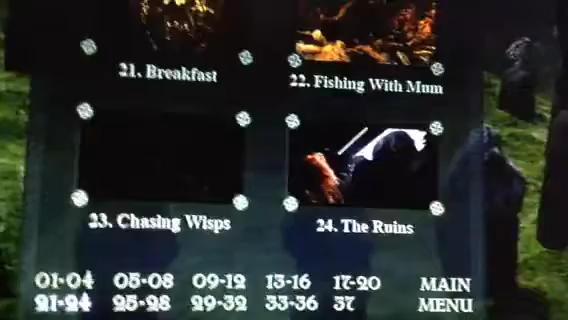 21. Breakfast
22. Fishing With Mum
23. Chasing Wisps
24. The Ruins
01-04 05-08 09-12 13-16 17-20 MAIN
21-24 25-28 29-32 33-36 37 MENU